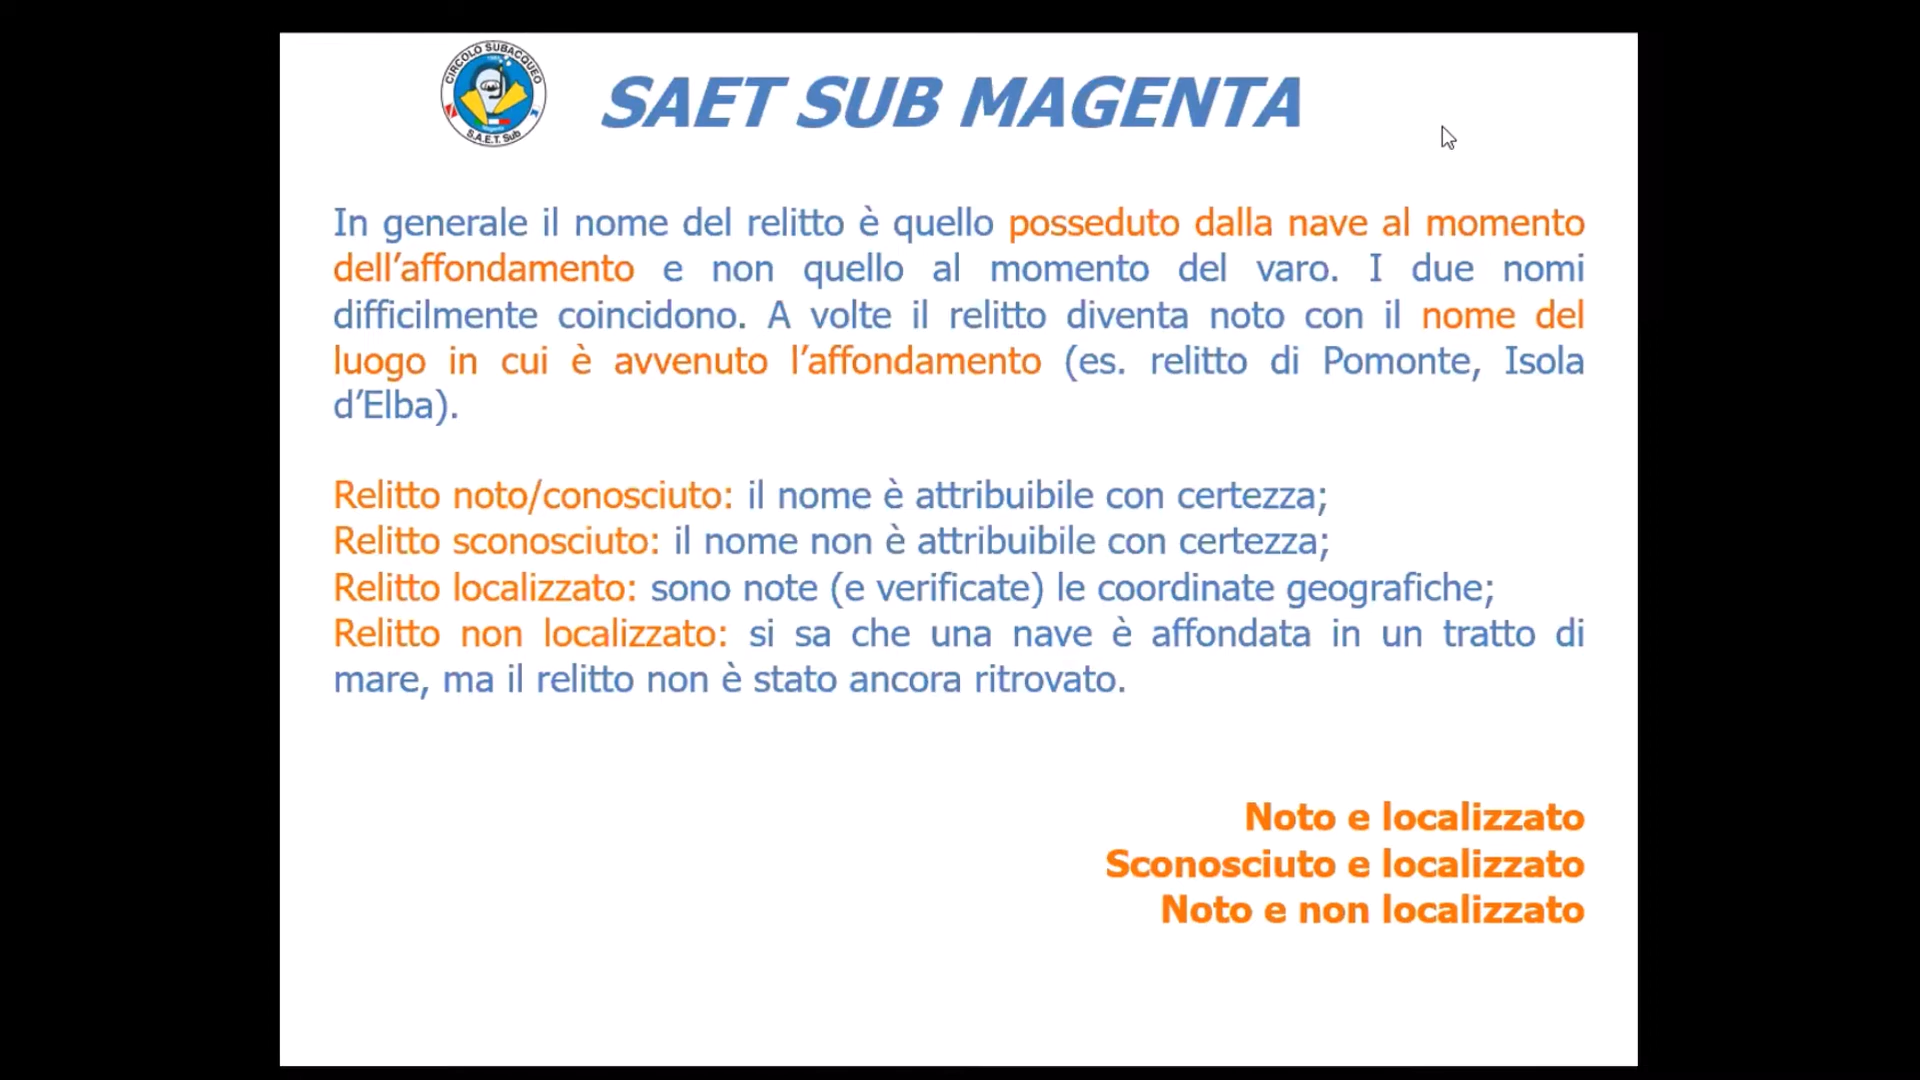 CIRCOLO SUBACQUEO
S.A.E.T. Sub
SAET SUB MAGENTA
In generale il nome del relitto è quello posseduto dalla nave al momento
dell’affondamento e non quello al momento del varo. I due nomi
difficilmente coincidono. A volte il relitto diventa noto con il nome del
luogo in cui è avvenuto l’affondamento (es. relitto di Pomonte, Isola
d’Elba).
Relitto noto/conosciuto: il nome è attribuibile con certezza;
Relitto sconosciuto: il nome non è attribuibile con certezza;
Relitto localizzato: sono note (e verificate) le coordinate geografiche;
Relitto non localizzato: si sa che una nave è affondata in un tratto di
mare, ma il relitto non è stato ancora ritrovato.
Noto e localizzato
Sconosciuto e localizzato
Noto e non localizzato